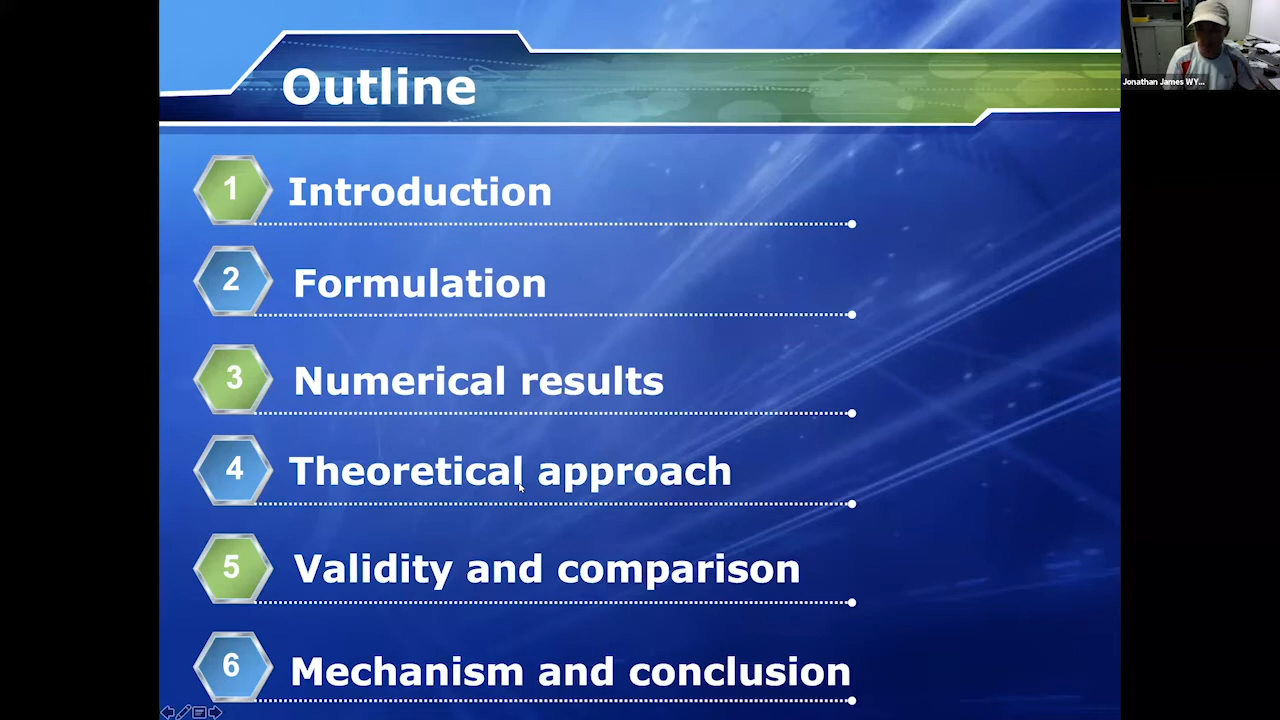 Outline
Jonathan James WY...
1
Introduction
2
Formulation
3
Numerical results
4
Theoretical approach
5
Validity and comparison
6
Mechanism and conclusion